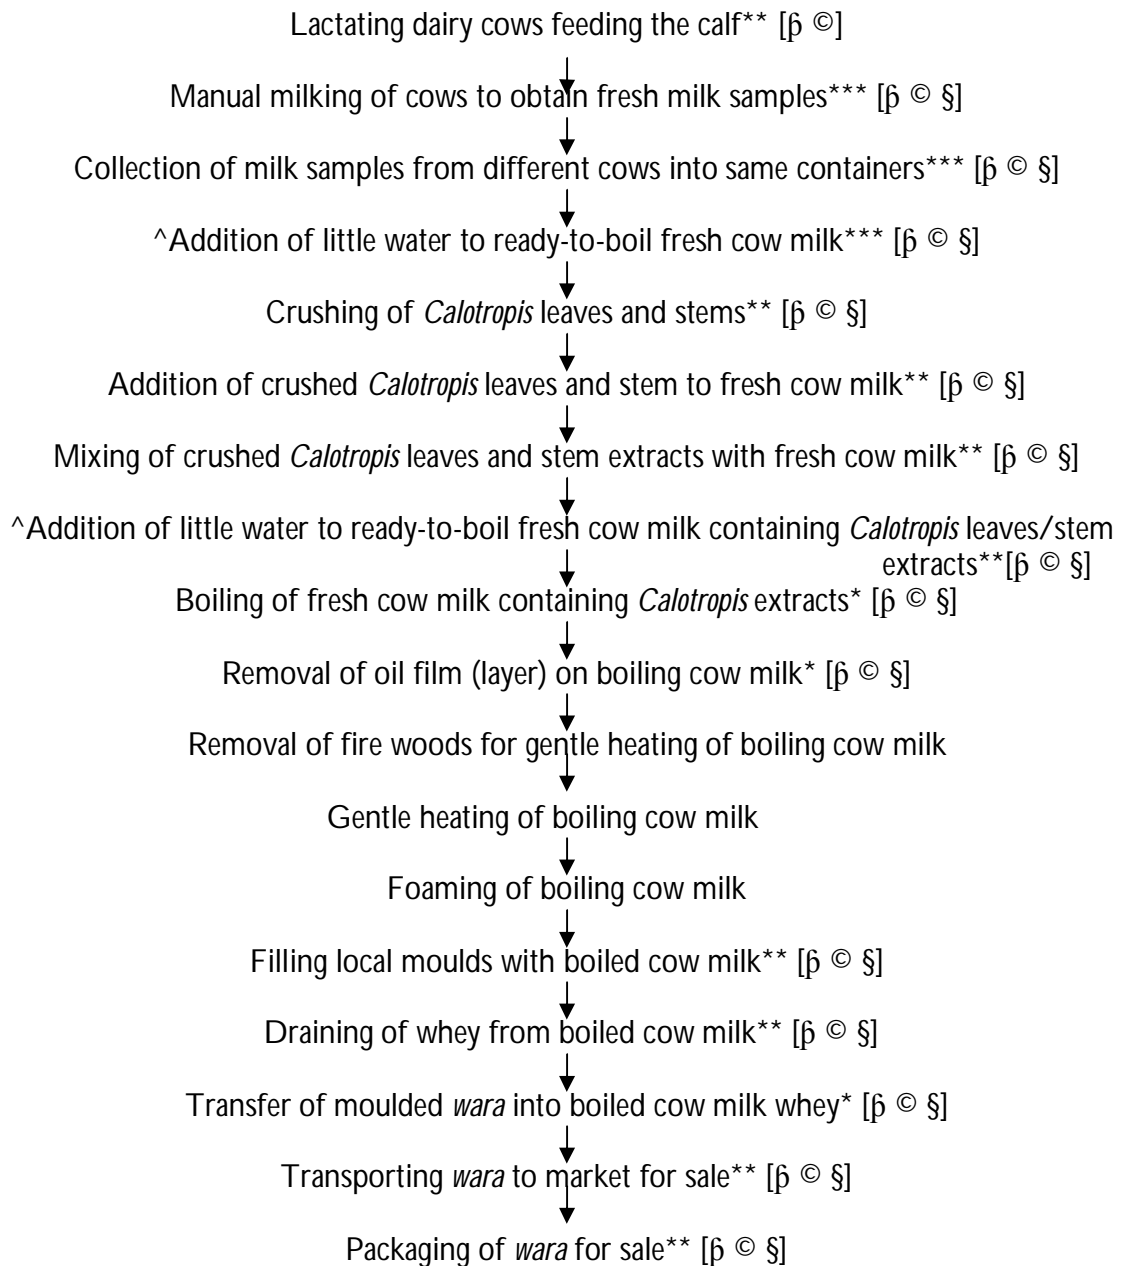 Lactating dairy cows feeding the calf** [ϸ ©]
Manual milking of cows to obtain fresh milk samples*** [ϸ © §]
Collection of milk samples from different cows into same containers*** [ϸ © §]
^Addition of little water to ready-to-boil fresh cow milk*** [ϸ © §]
Crushing of Calotropis leaves and stems** [ϸ © §]
Addition of crushed Calotropis leaves and stem to fresh cow milk** [ϸ © §]
Mixing of crushed Calotropis leaves and stem extracts with fresh cow milk** [ϸ © §]
^Addition of little water to ready-to-boil fresh cow milk containing Calotropis leaves/stem
extracts**[ϸ © §]
Boiling of fresh cow milk containing Calotropis extracts* [ϸ © §]
Removal of oil film (layer) on boiling cow milk* [ϸ © §]
Removal of fire woods for gentle heating of boiling cow milk
Gentle heating of boiling cow milk
Foaming of boiling cow milk
Filling local moulds with boiled cow milk** [ϸ © §]
Draining of whey from boiled cow milk** [ϸ © §]
Transfer of moulded wara into boiled cow milk whey* [ϸ © §]
Transporting wara to market for sale** [ϸ © §]
Packaging of wara for sale** [ϸ © §]